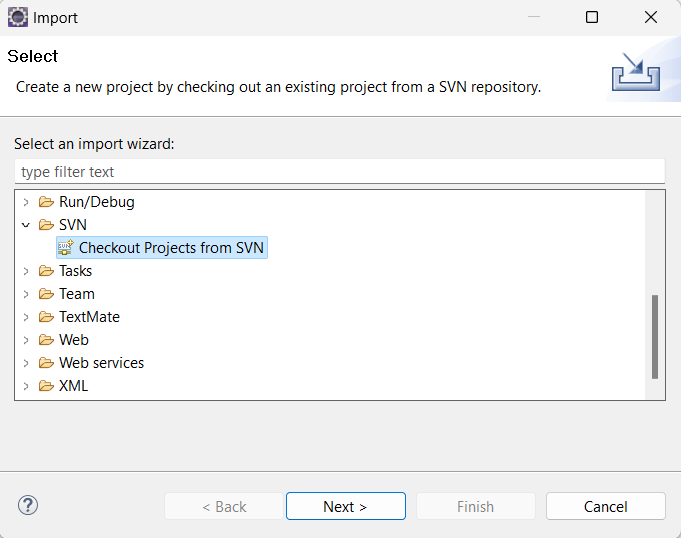 Import
Select
Create a new project by checking out an existing project from a SVN repository.
Select an import wizard:
type filter text
Run/Debug
SVN
Checkout Projects from SVN
Tasks
Team
TextMate
Web
Web services
XML
< Back
Next >
Finish
Cancel